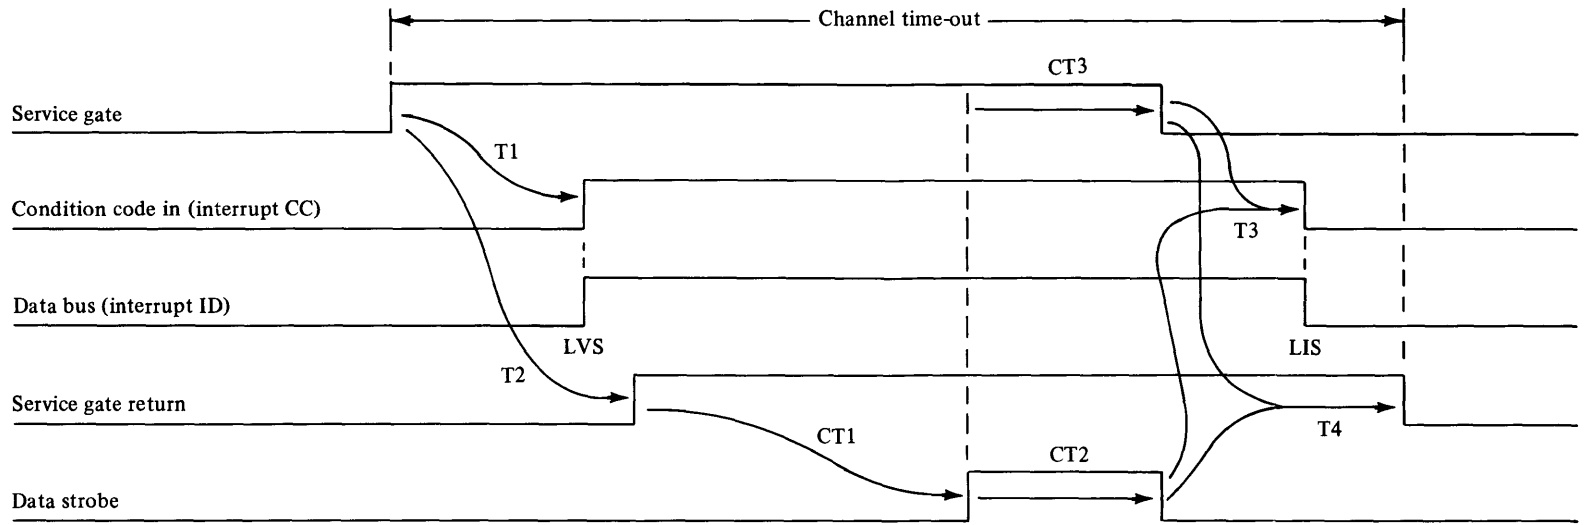 Channel time-out
CT3
Service gate
T1
Condition code in (interrupt CC)
T3
Data bus (interrupt ID)
LVS
LIS
T2
Service gate return
T4
CT1
CT2
Data strobe